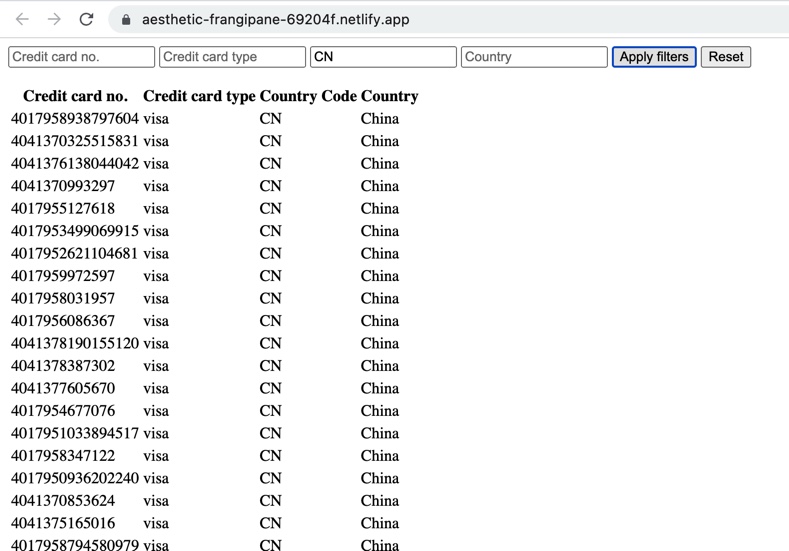 aesthetic-frangipane-69204f.netlify.app
Credit card no. Credit card type CN Country Apply filters Reset
Credit card no. Credit card type Country Code Country
4017958938797604 visa CN China
4041370325515831 visa CN China
4041376138044042 visa CN China
4041370993297 visa CN China
4017955127618 visa CN China
4017953499069915 visa CN China
4017952621104681 visa CN China
4017959972597 visa CN China
4017958031957 visa CN China
4017956086367 visa CN China
4041378190155120 visa CN China
4041378387302 visa CN China
4041377605670 visa CN China
4017954677076 visa CN China
4017951033894517 visa CN China
4017958347122 visa CN China
4017950936202240 visa CN China
4041370853624 visa CN China
4041375165016 visa CN China
4017958794580979 visa CN China